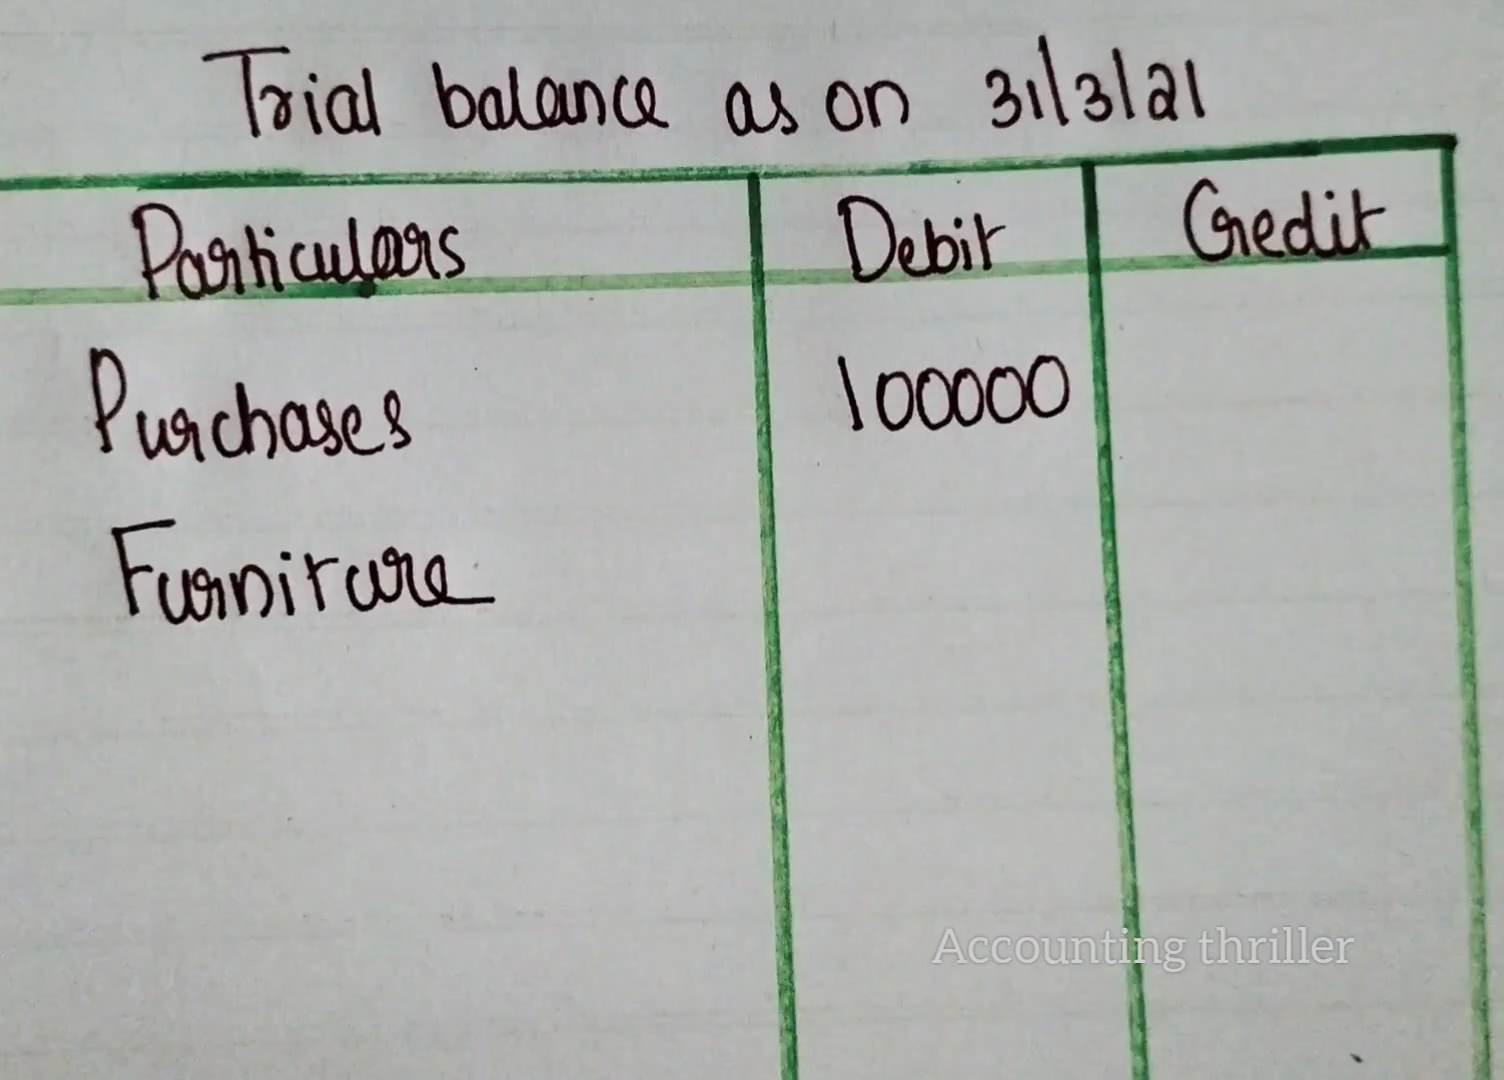 Trial balance as on 31/3/21
Particulars Debit Credit
Purchases 100000
Furniture
Accounting thriller